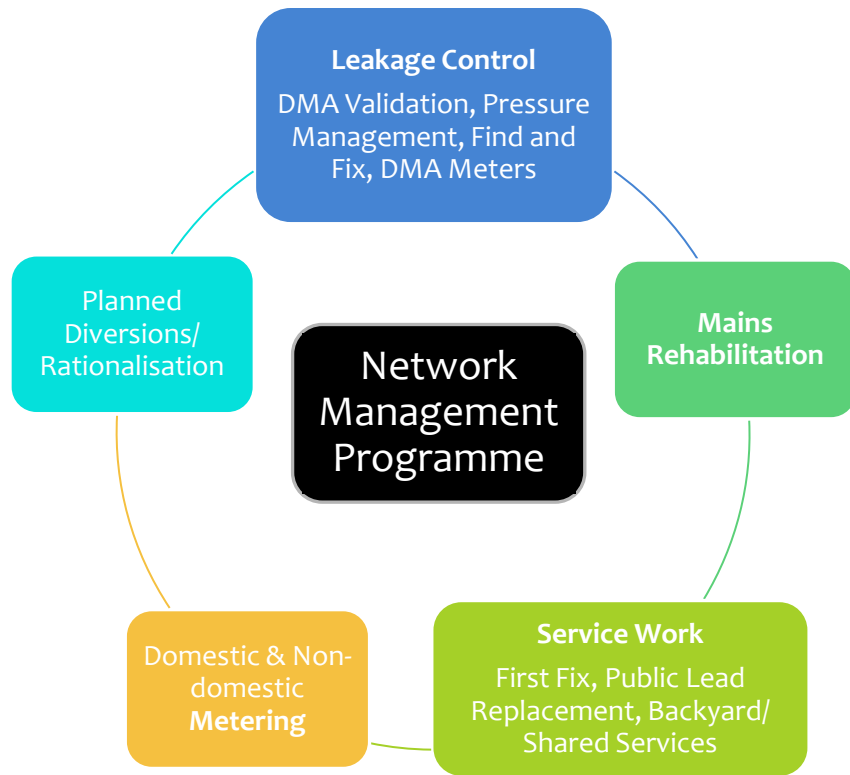 Leakage Control
DMA Validation, Pressure
Management, Find and
Fix, DMA Meters
Mains
Rehabilitation
Service Work
First Fix, Public Lead
Replacement, Backyard/
Shared Services
Domestic & Non-
domestic
Metering
Planned
Diversions/
Rationalisation
Network
Management
Programme